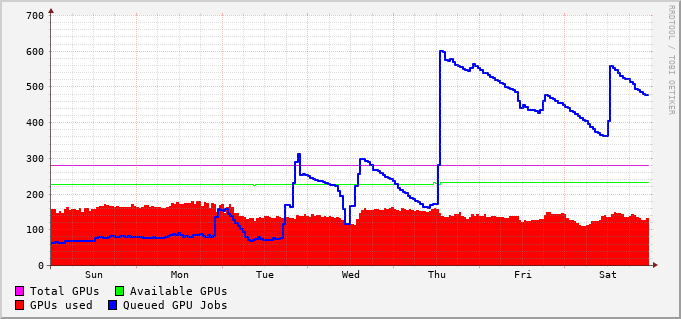 700
600
500
400
300
200
100
0
Sun Mon Tue Wed Thu Fri Sat
Total GPUs Available GPUs
GPUs used Queued GPU Jobs
RRDTOOL / TOBI OETIKER